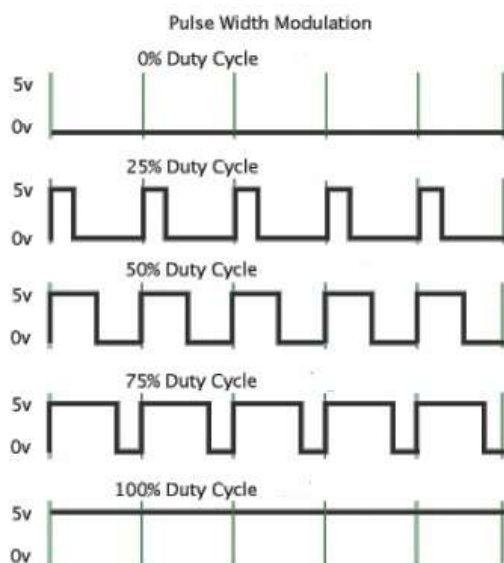 Pulse Width Modulation
0% Duty Cycle
5v
0v
25% Duty Cycle
5v
0v
50% Duty Cycle
5v
0v
75% Duty Cycle
5v
0v
100% Duty Cycle
5v
0v